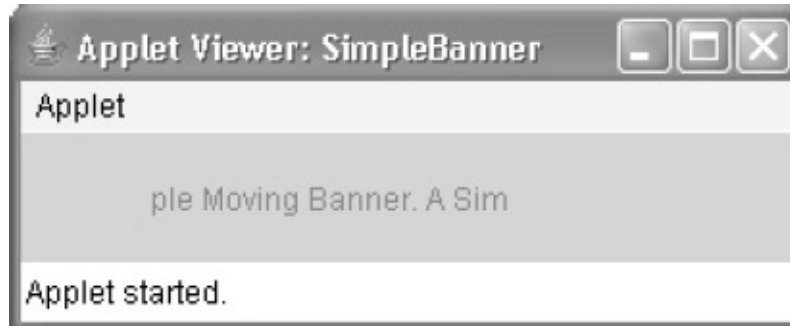 Applet Viewer: SimpleBanner
Applet
ple Moving Banner. A Sim
Applet started.